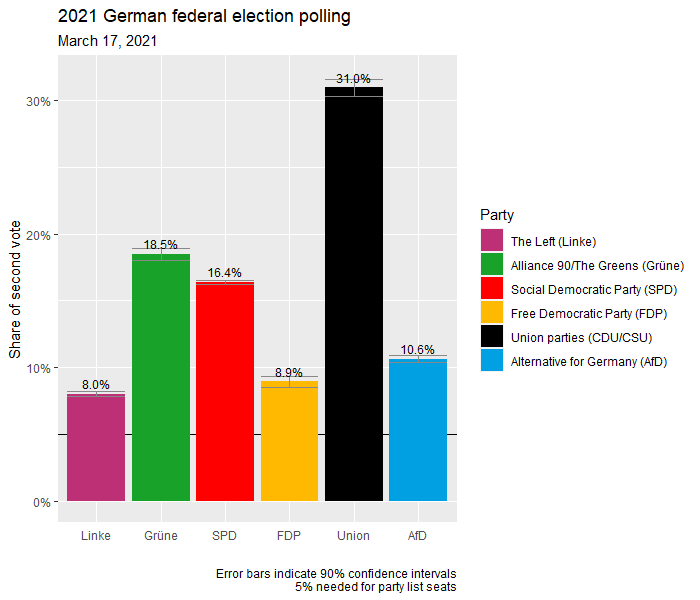 2021 German federal election polling
March 17, 2021
Share of second vote
30%
20%
10%
0%
8.0%
18.5%
16.4%
8.9%
31.0%
10.6%
Linke
Grüne
SPD
FDP
Union
AfD
Party
The Left (Linke)
Alliance 90/The Greens (Grüne)
Social Democratic Party (SPD)
Free Democratic Party (FDP)
Union parties (CDU/CSU)
Alternative for Germany (AfD)
Error bars indicate 90% confidence intervals
5% needed for party list seats